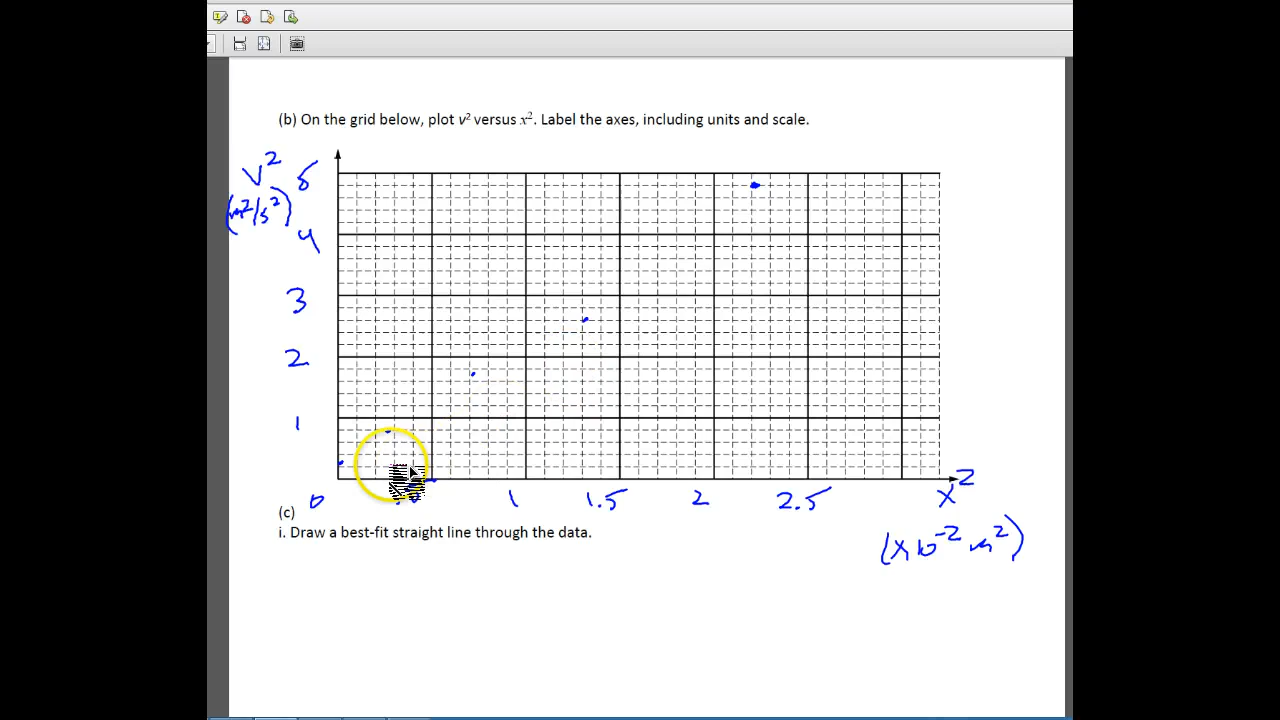 (b) On the grid below, plot v² versus x². Label the axes, including units and scale.
v² 5
(m²/s²)
4
3
2
1
0 1 1.5 2 2.5 x²
(x10⁻² m²)
(c)
i. Draw a best-fit straight line through the data.